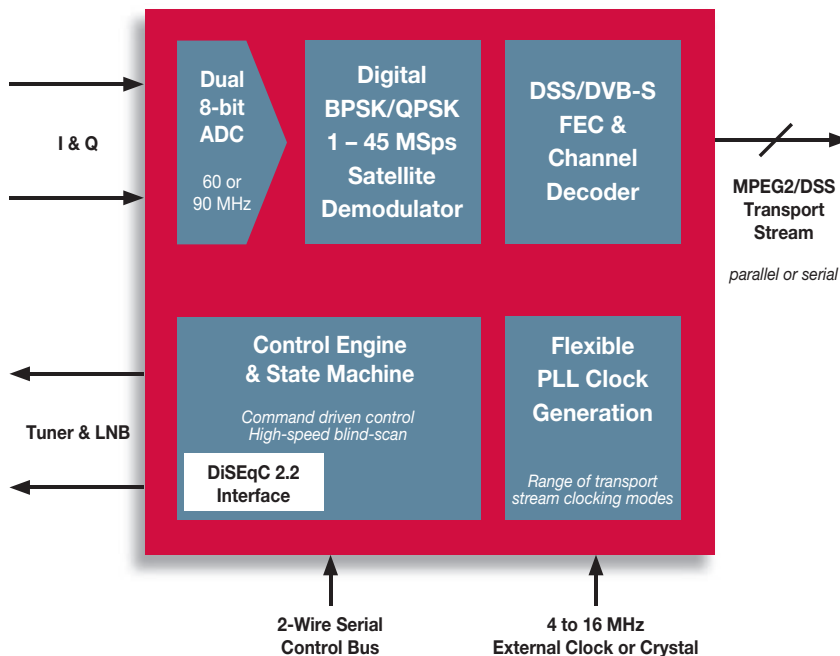 Dual
8-bit
ADC
60 or
90 MHz
Digital
BPSK/QPSK
1 – 45 MSps
Satellite
Demodulator
DSS/DVB-S
FEC &
Channel
Decoder
I & Q
MPEG2/DSS
Transport
Stream
parallel or serial
Control Engine
& State Machine
Command driven control
High-speed blind-scan
DiSEqC 2.2
Interface
Flexible
PLL Clock
Generation
Range of transport
stream clocking modes
Tuner & LNB
2-Wire Serial
Control Bus
4 to 16 MHz
External Clock or Crystal